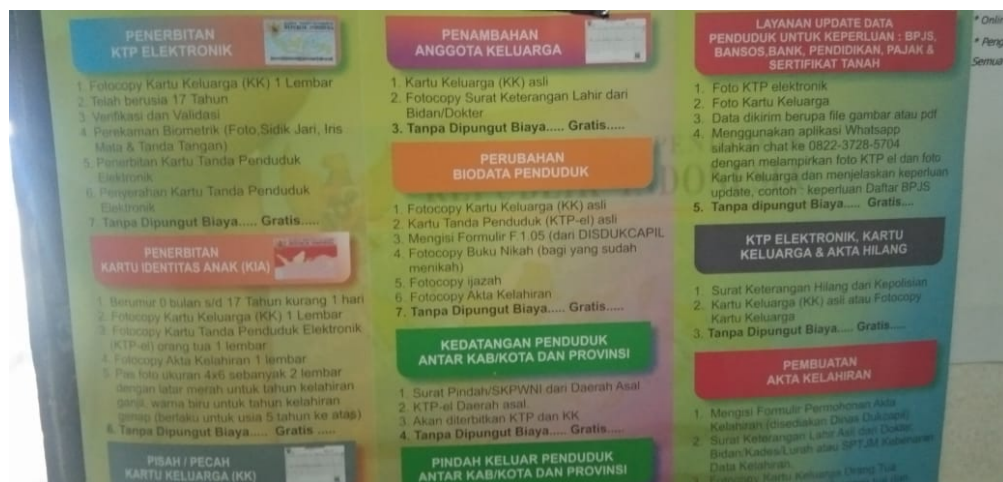 PENERBITAN
KTP ELEKTRONIK
1. Fotocopy Kartu Keluarga (KK) 1 Lembar
2. Telah berusia 17 Tahun
3. Verifikasi dan Validasi
4. Perekaman Biometrik (Foto,Sidik Jari, Iris
Mata & Tanda Tangan)
5. Penerbitan Kartu Tanda Penduduk
Elektronik
6. Penyerahan Kartu Tanda Penduduk
Elektronik
7. Tanpa Dipungut Biaya..... Gratis.....
PENERBITAN
KARTU IDENTITAS ANAK (KIA)
1. Berumur 0 bulan s/d 17 Tahun kurang 1 hari
2. Fotocopy Kartu Keluarga (KK) 1 Lembar
3. Fotocopy Kartu Tanda Penduduk Elektronik
(KTP-el) orang tua 1 lembar
4. Fotocopy Akta Kelahiran 1 lembar
5. Pas foto ukuran 4x6 sebanyak 2 lembar
dengan latar merah untuk tahun kelahiran
ganjil, warna biru untuk tahun kelahiran
genap (berlaku untuk usia 5 tahun ke atas)
6. Tanpa Dipungut Biaya..... Gratis .....
PISAH / PECAH
KARTU KELUARGA (KK)
PENAMBAHAN
ANGGOTA KELUARGA
1. Kartu Keluarga (KK) asli
2. Fotocopy Surat Keterangan Lahir dari
Bidan/Dokter
3. Tanpa Dipungut Biaya..... Gratis.....
PERUBAHAN
BIODATA PENDUDUK
1. Fotocopy Kartu Keluarga (KK) asli
2. Kartu Tanda Penduduk (KTP-el) asli
3. Mengisi Formulir F.1.05 (dari DISDUKCAPIL
4. Fotocopy Buku Nikah (bagi yang sudah
menikah)
5. Fotocopy ijazah
6. Fotocopy Akta Kelahiran
7. Tanpa Dipungut Biaya..... Gratis.....
KEDATANGAN PENDUDUK
ANTAR KAB/KOTA DAN PROVINSI
1. Surat Pindah/SKPWNI dari Daerah Asal
2. KTP-el Daerah asal.
3. Akan diterbitkan KTP dan KK
4. Tanpa Dipungut Biaya..... Gratis.....
PINDAH KELUAR PENDUDUK
ANTAR KAB/KOTA DAN PROVINSI
LAYANAN UPDATE DATA
PENDUDUK UNTUK KEPERLUAN : BPJS,
BANSOS,BANK, PENDIDIKAN, PAJAK &
SERTIFIKAT TANAH
1. Foto KTP elektronik
2. Foto Kartu Keluarga
3. Data dikirim berupa file gambar atau pdf
4. Menggunakan aplikasi Whatsapp
silahkan chat ke 0822-3728-5704
dengan melampirkan foto KTP el dan foto
Kartu Keluarga dan menjelaskan keperluan
update, contoh : keperluan Daftar BPJS
5. Tanpa dipungut Biaya..... Gratis....
KTP ELEKTRONIK, KARTU
KELUARGA & AKTA HILANG
1. Surat Keterangan Hilang dari Kepolisian
2. Kartu Keluarga (KK) asli atau Fotocopy
Kartu Keluarga
3. Tanpa Dipungut Biaya..... Gratis.....
PEMBUATAN
AKTA KELAHIRAN
1. Mengisi Formulir Permohonan Akta
Kelahiran (disediakan Dinas Dukcapil)
2. Surat Keterangan Lahir Asli dari Dokter,
Bidan/Kades/Lurah atau SPTJM Kebenaran
Data Kelahiran.
Kartu Keluarga Orang Tua
* Onlin
* Peng
Semua